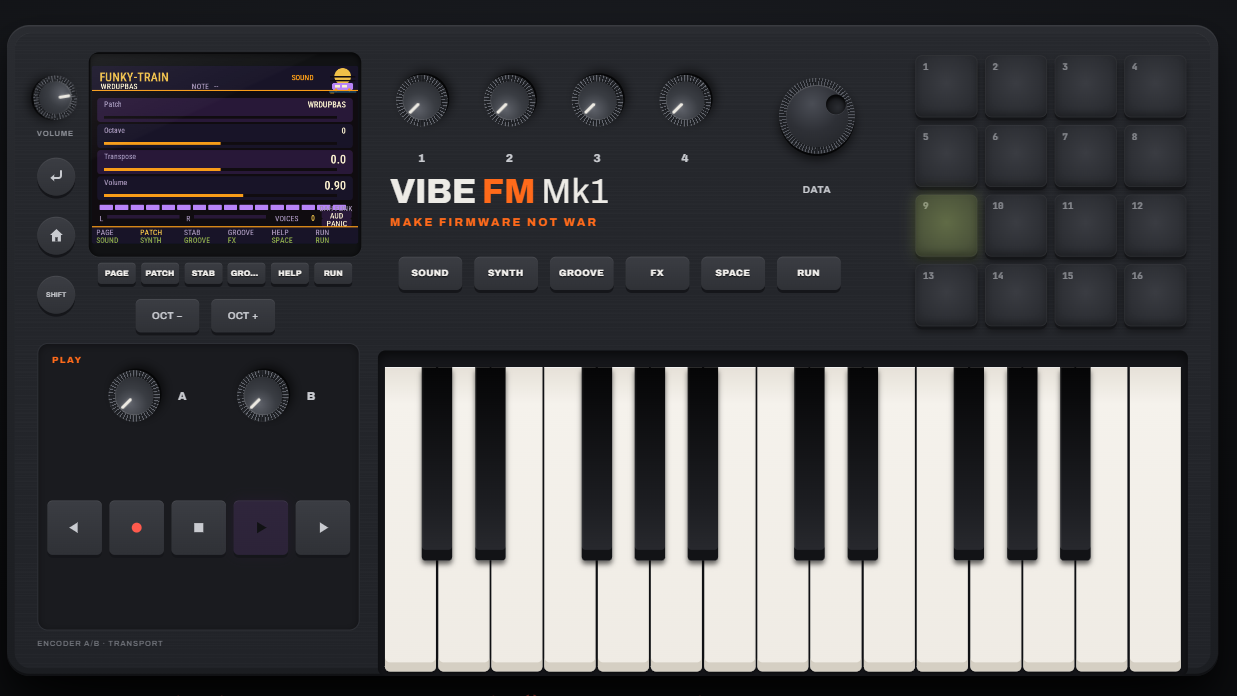 FUNKY-TRAIN
SOUND
WRDUPBAS
NOTE --
Patch
WRDUPBAS
Octave
0
Transpose
0.0
Volume
0.90
L
R
VOICES 0
AUD
PANIC
PAGE PATCH STAB GROOVE HELP RUN
SOUND SYNTH GROOVE FX SPACE RUN
VOLUME
SHIFT
PAGE PATCH STAB GRO... HELP RUN
OCT – OCT +
1 2 3 4
DATA
VIBE FM Mk1
MAKE FIRMWARE NOT WAR
SOUND SYNTH GROOVE FX SPACE RUN
1 2 3 4
5 6 7 8
9 10 11 12
13 14 15 16
PLAY
A B
ENCODER A/B · TRANSPORT